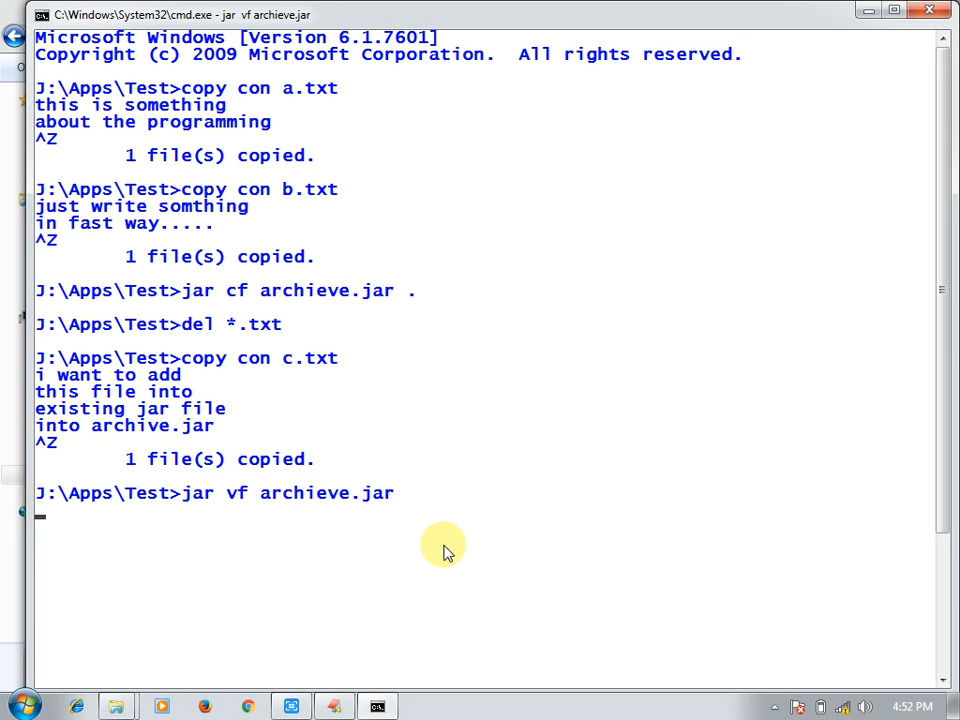 C:\Windows\System32\cmd.exe - jar  vf archieve.jar
Microsoft Windows [Version 6.1.7601]
Copyright (c) 2009 Microsoft Corporation.  All rights reserved.
J:\Apps\Test>copy con a.txt
this is something
about the programming
^Z
        1 file(s) copied.
J:\Apps\Test>copy con b.txt
just write somthing
in fast way.....
^Z
        1 file(s) copied.
J:\Apps\Test>jar cf archieve.jar .
J:\Apps\Test>del *.txt
J:\Apps\Test>copy con c.txt
i want to add
this file into
existing jar file
into archive.jar
^Z
        1 file(s) copied.
J:\Apps\Test>jar vf archieve.jar
4:52 PM